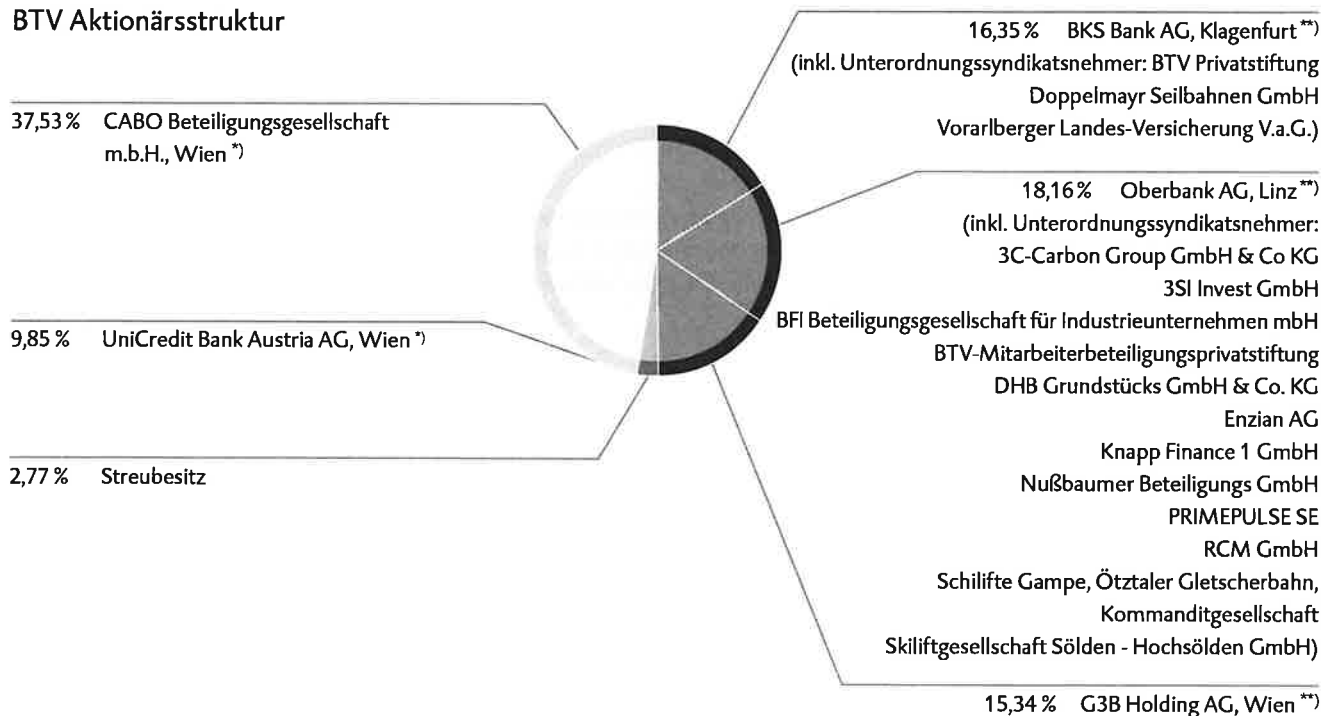 BTV Aktionärsstruktur
37,53 % CABO Beteiligungsgesellschaft
m.b.H., Wien *)
9,85 % UniCredit Bank Austria AG, Wien *)
2,77 % Streubesitz
16,35 % BKS Bank AG, Klagenfurt **)
(inkl. Unterordnungssyndikatsnehmer: BTV Privatstiftung
Doppelmayr Seilbahnen GmbH
Vorarlberger Landes-Versicherung V.a.G.)
18,16 % Oberbank AG, Linz **)
(inkl. Unterordnungssyndikatsnehmer:
3C-Carbon Group GmbH & Co KG
3SI Invest GmbH
BFI Beteiligungsgesellschaft für Industrieunternehmen mbH
BTV-Mitarbeiterbeteiligungsprivatstiftung
DHB Grundstücks GmbH & Co. KG
Enzian AG
Knapp Finance 1 GmbH
Nußbaumer Beteiligungs GmbH
PRIMEPULSE SE
RCM GmbH
Schilifte Gampe, Ötztaler Gletscherbahn,
Kommanditgesellschaft
Skiliftgesellschaft Sölden - Hochsölden GmbH)
15,34 % G3B Holding AG, Wien **)